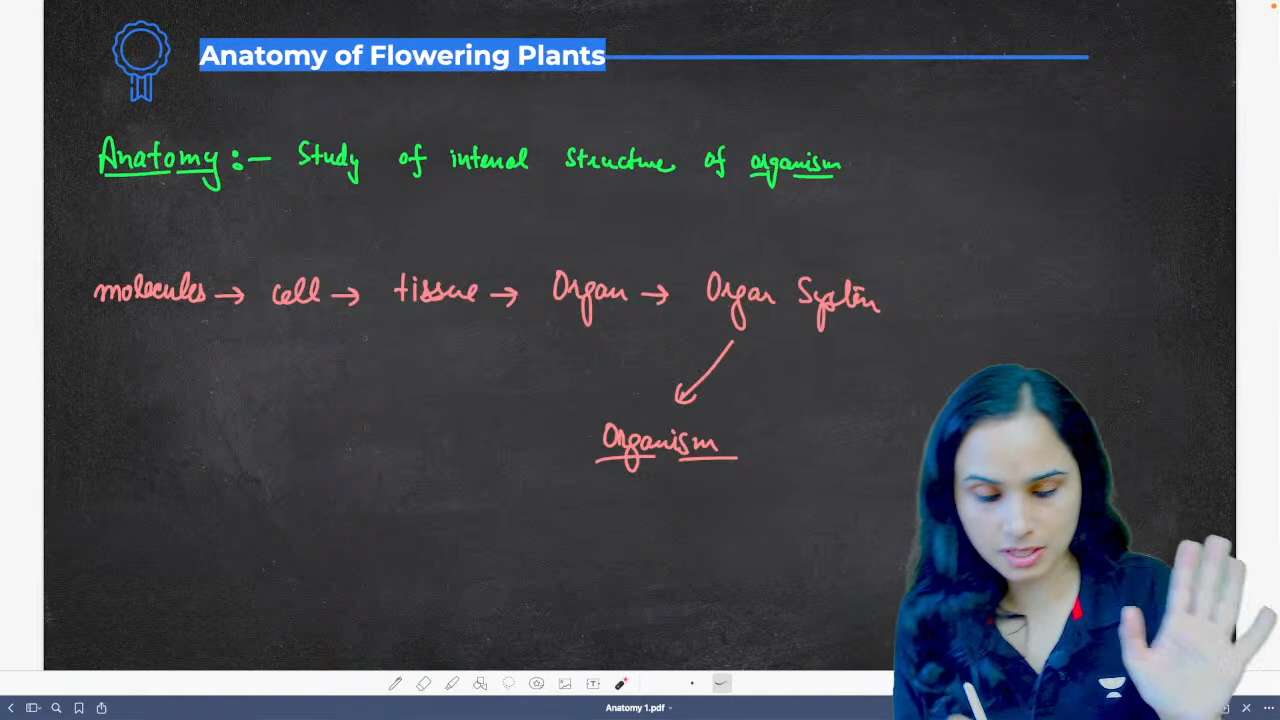 Anatomy of Flowering Plants
Anatomy:- Study of internal structure of organism
molecules → cell → tissue → Organ → Organ System
Organism
Anatomy 1.pdf